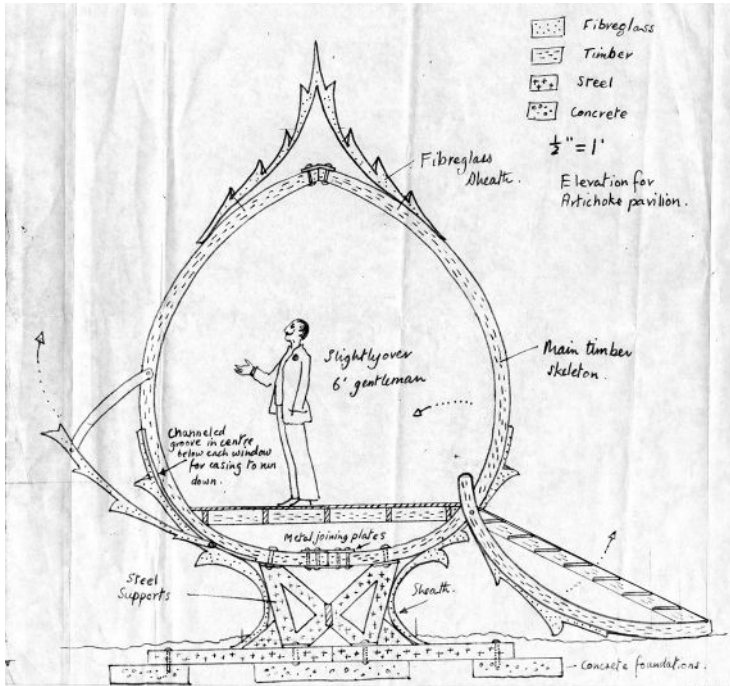 Fibreglass
Timber
Steel
Concrete
½" = 1'
Elevation for
Artichoke pavilion.
Fibreglass
Sheath.
Slightly over
6' gentleman
Main timber
skeleton.
Channeled
groove in centre
below each window
for casing to run
down.
Metal joining plates
Steel
Supports
Sheath.
Concrete foundations.